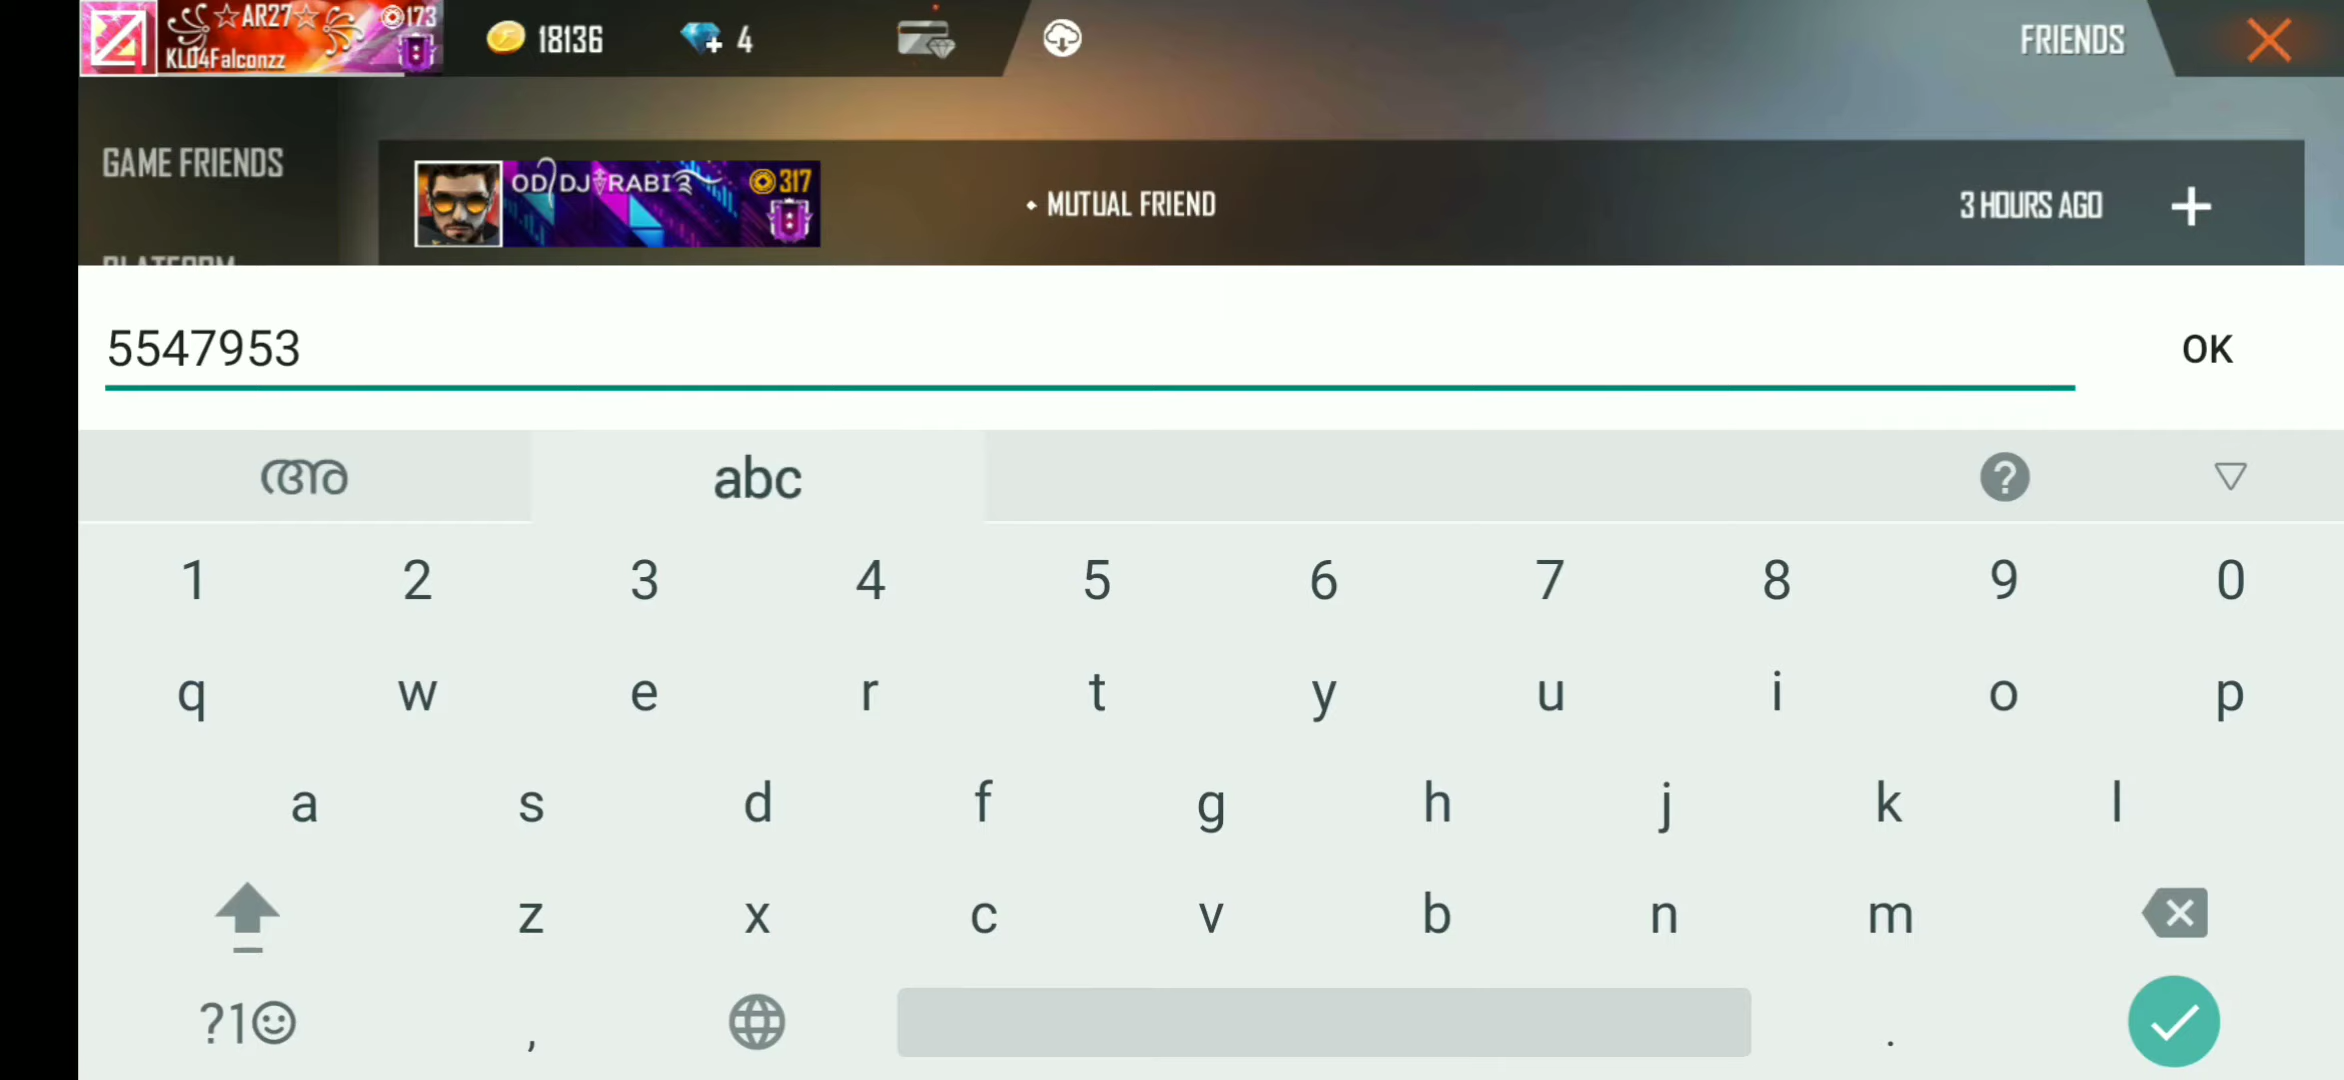 ☆AR27☆ 173
KL04Falconzz
18136 4
FRIENDS
GAME FRIENDS
OD DJ RABI 317
• MUTUAL FRIEND
3 HOURS AGO +
PLATFORM
5547953
OK
അ abc ?
1 2 3 4 5 6 7 8 9 0
q w e r t y u i o p
a s d f g h j k l
z x c v b n m
?1☺ , .